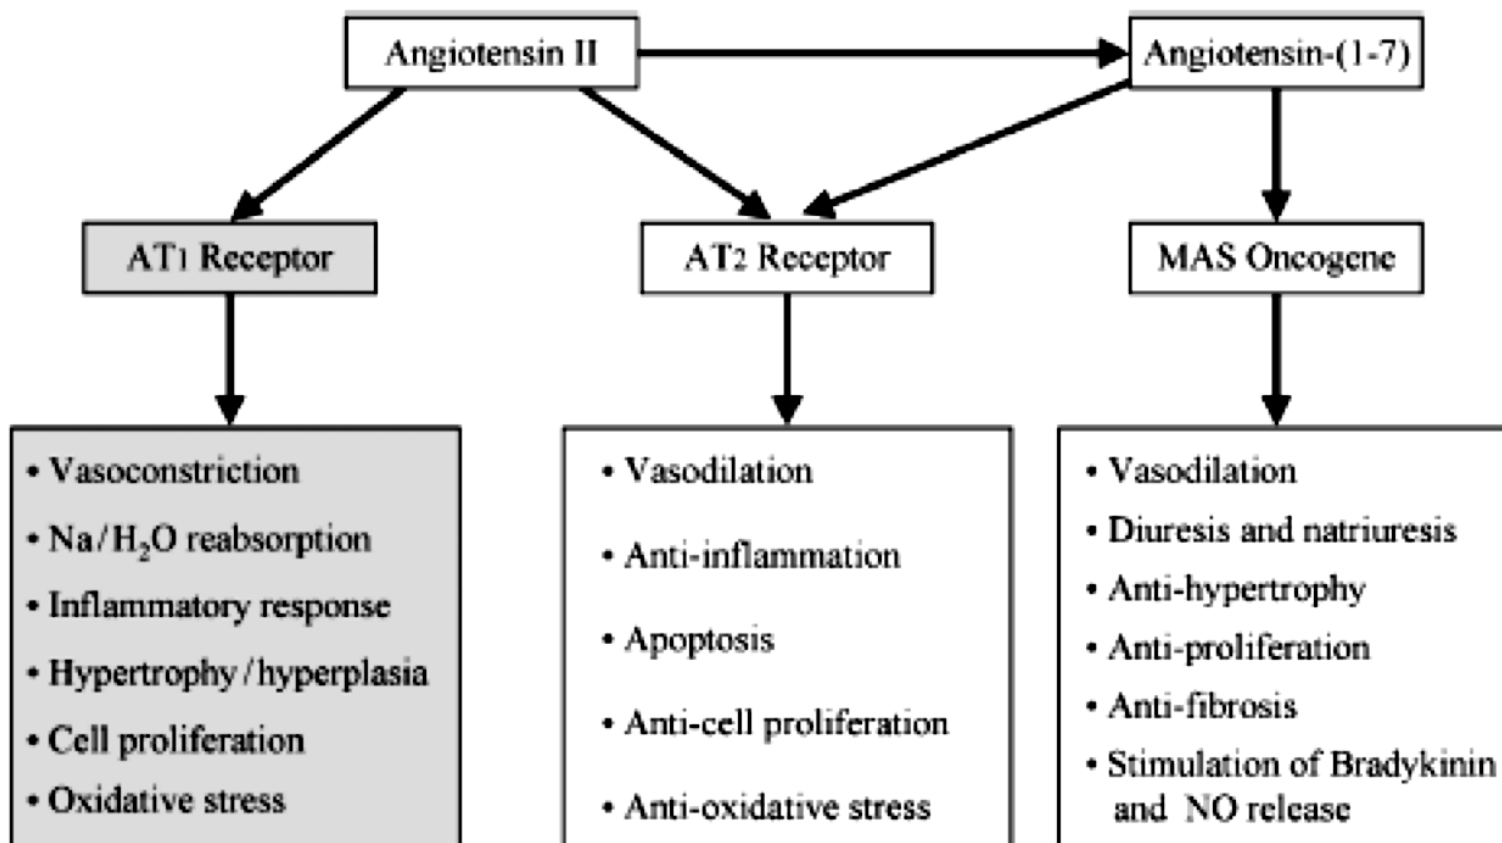 Angiotensin II
Angiotensin-(1-7)
AT1 Receptor
AT2 Receptor
MAS Oncogene
• Vasoconstriction
• Na/H₂O reabsorption
• Inflammatory response
• Hypertrophy/hyperplasia
• Cell proliferation
• Oxidative stress
• Vasodilation
• Anti-inflammation
• Apoptosis
• Anti-cell proliferation
• Anti-oxidative stress
• Vasodilation
• Diuresis and natriuresis
• Anti-hypertrophy
• Anti-proliferation
• Anti-fibrosis
• Stimulation of Bradykinin
and NO release